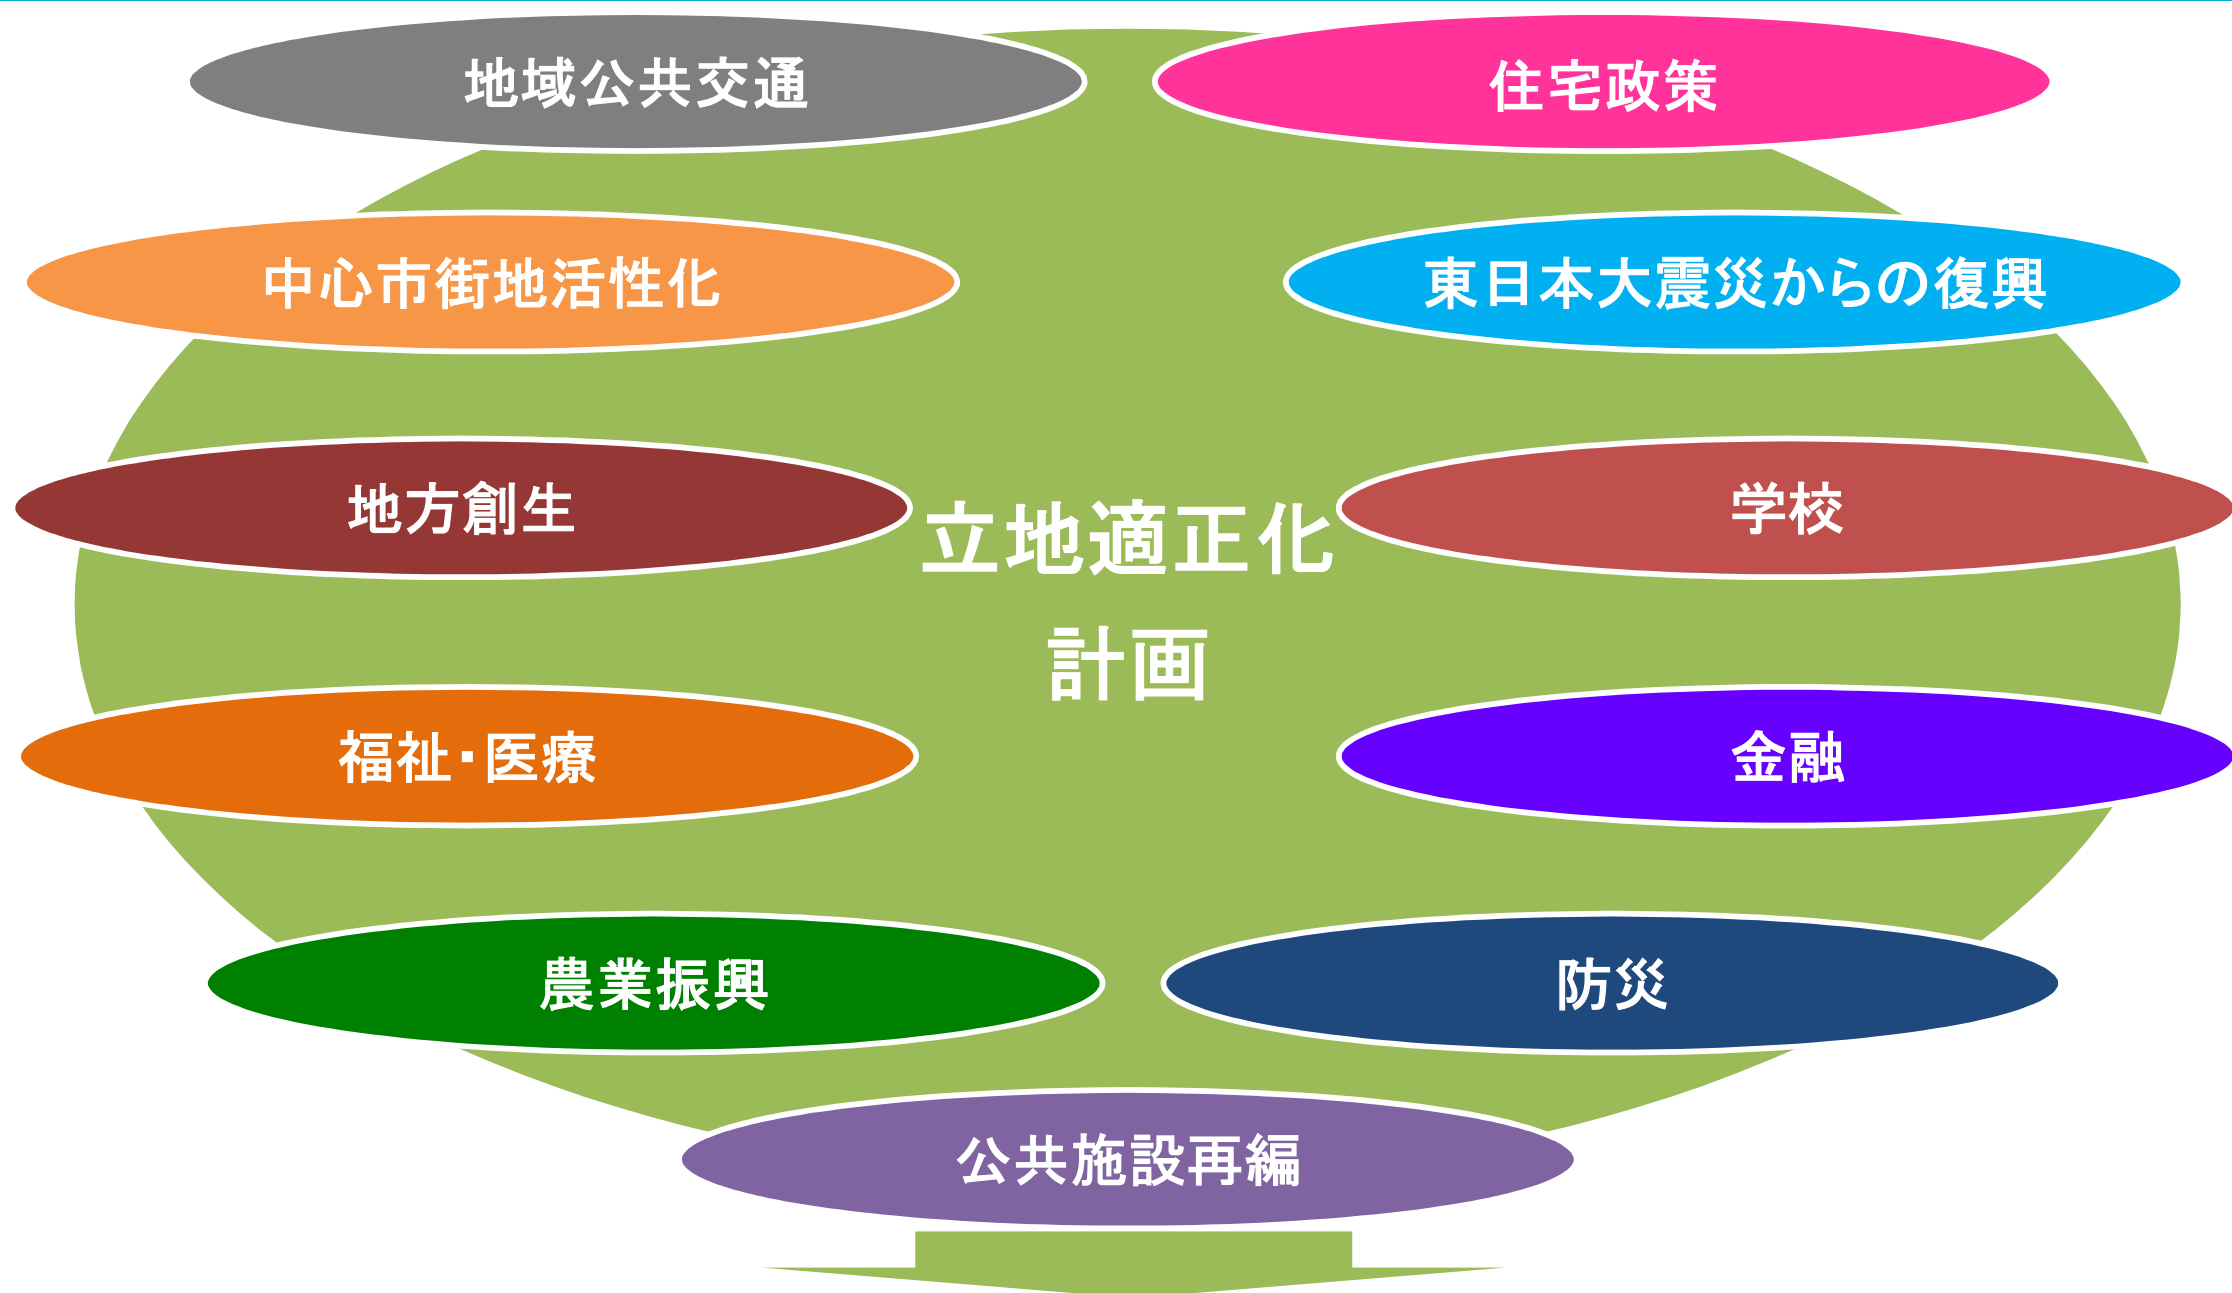 地域公共交通
住宅政策
中心市街地活性化
東日本大震災からの復興
地方創生
学校
立地適正化
計画
福祉・医療
金融
農業振興
防災
公共施設再編